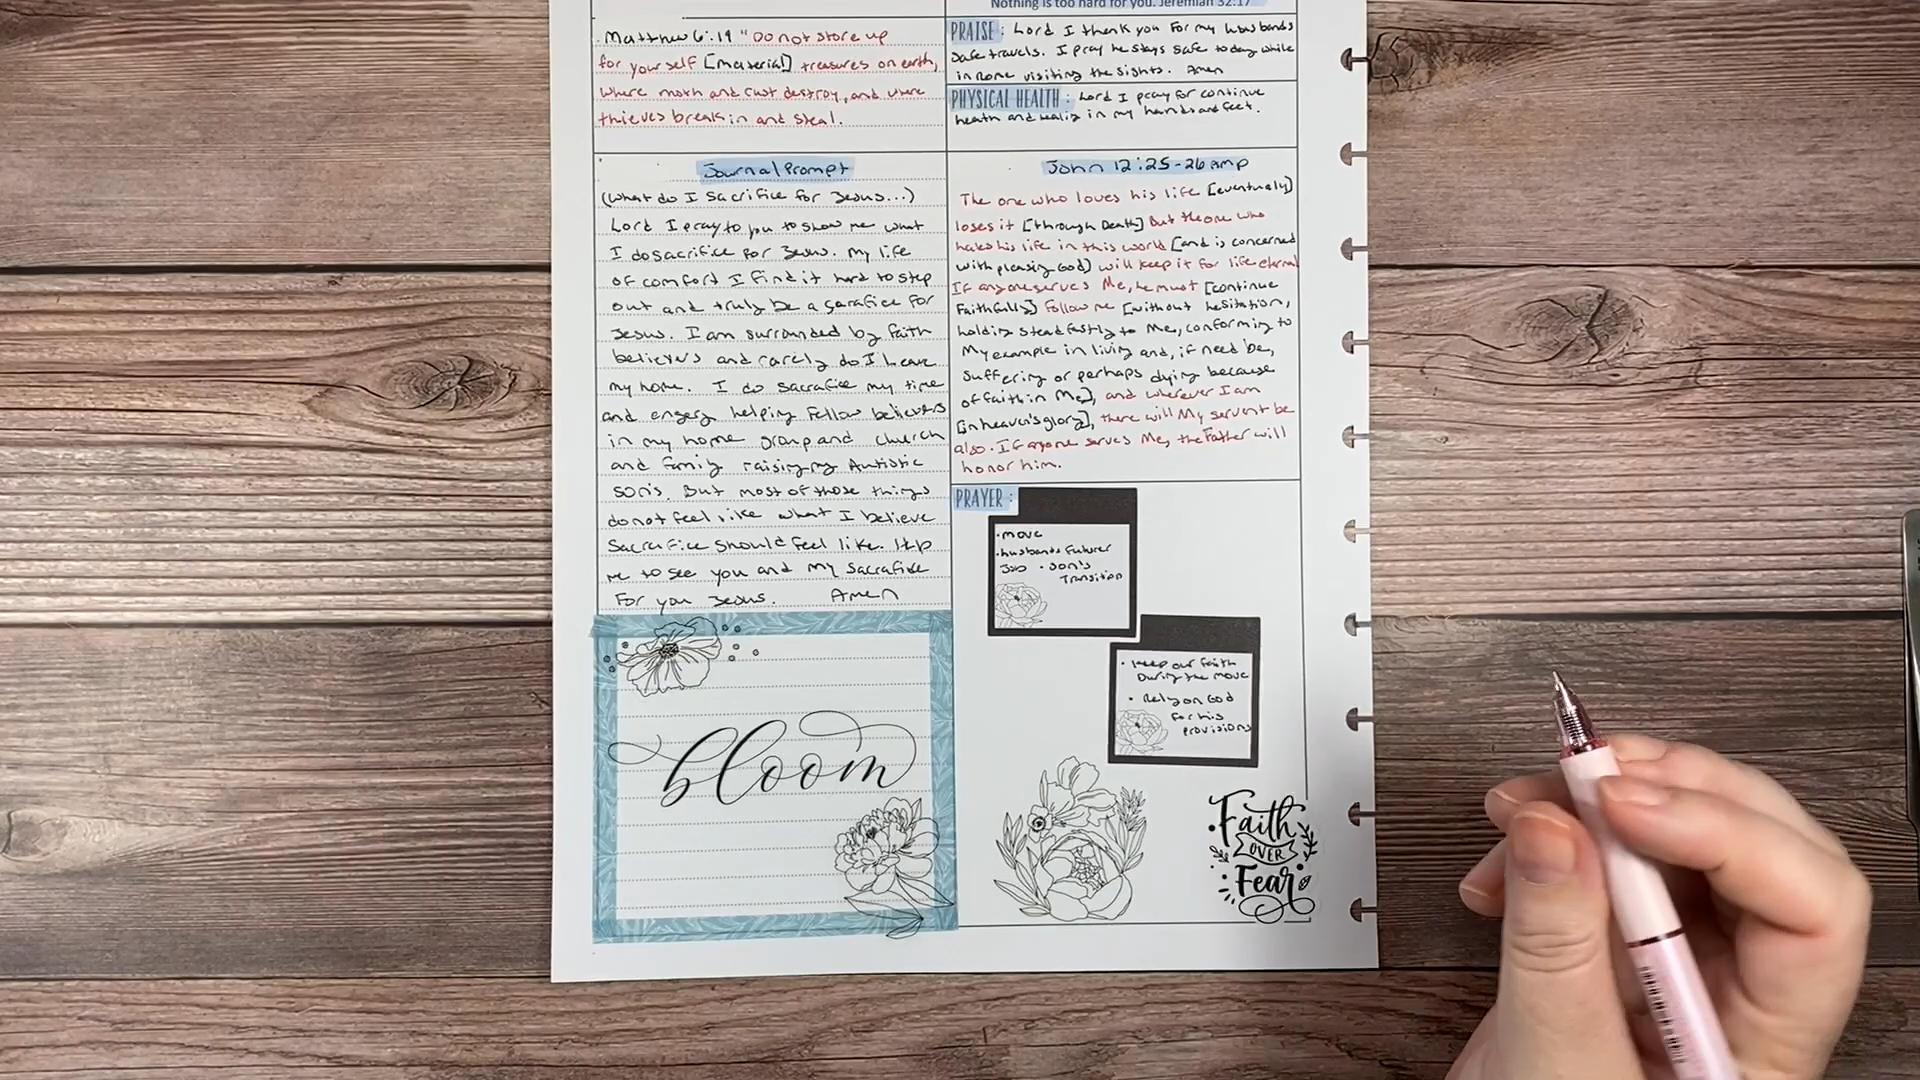 Nothing is too hard for you. Jeremiah 32:17
. Matthew 6:19 "Do not store up
for yourself [material] treasures on earth,
where moth and rust destroy, and where
thieves break in and steal.
PRAISE : Lord I thank you for my husbands
safe travels. I pray he stays safe today while
in Rome visiting the sights. Amen
PHYSICAL HEALTH : Lord I pray for continue
heath and in my hands and feet.
Journal Prompt
(What do I sacrifice for Jesus...)
Lord I pray to you to show me what
I do sacrifice for Jesus. My life
of comfort I find it hard to step
out and truly be a for
Jesus. I am surrounded by faith
believers and rarely do I leave
my home. I do sacrafice my time
and engery helping fellow believers
in my home group and church
and family raising my Autistic
son's. But most of those things
do not feel like what I believe
Sacrafice should feel like. Help
me to see you and my sacrafice
For you Jesus. Amen
John 12:25-26 amp
The one who loves his life [eventualy]
loses it [through Death] But the one who
hates his life in this world [and is concerned
with pleasing God] will keep it for life eternal
If anyone serves Me, he must [continue
Faithfully] follow me [without hesitation,
holding steadfastly to Me, conforming to
My example in living and, if need be,
suffering or perhaps dying because
of faith in Me], and wherever I am
[in heaven's glory], there will My servant be
also. If anyone serves Me, the Father will
honor him.
PRAYER :
• move
• husbands futurer
Job • son's
Transition
• Keep our faith
During the move
• Rely on God
for his
provisions
bloom
Faith
OVER
Fear